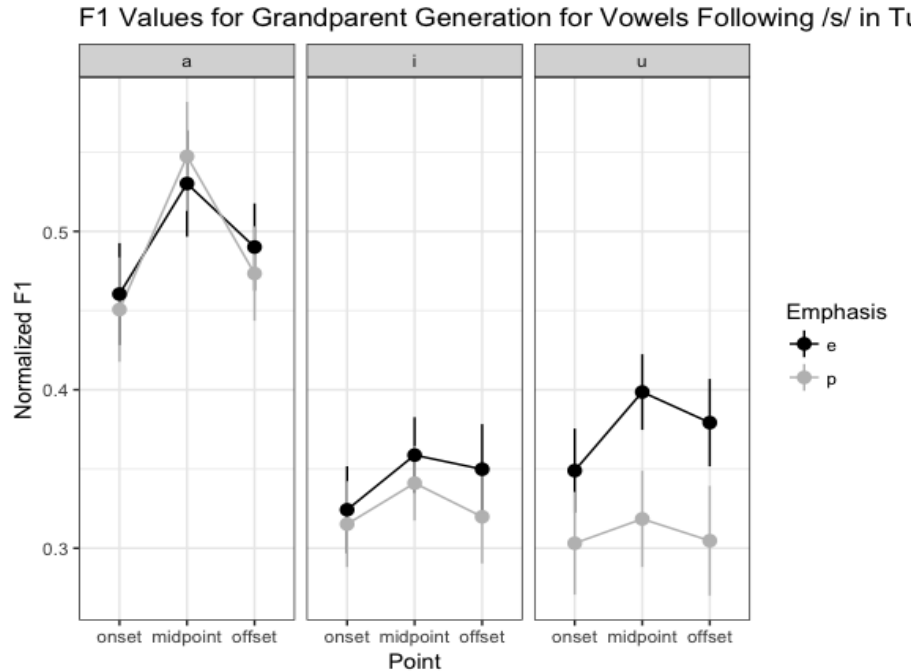 F1 Values for Grandparent Generation for Vowels Following /s/ in Tu
a
i
u
Normalized F1
0.5
0.4
0.3
onset midpoint offset
onset midpoint offset
onset midpoint offset
Point
Emphasis
e
p